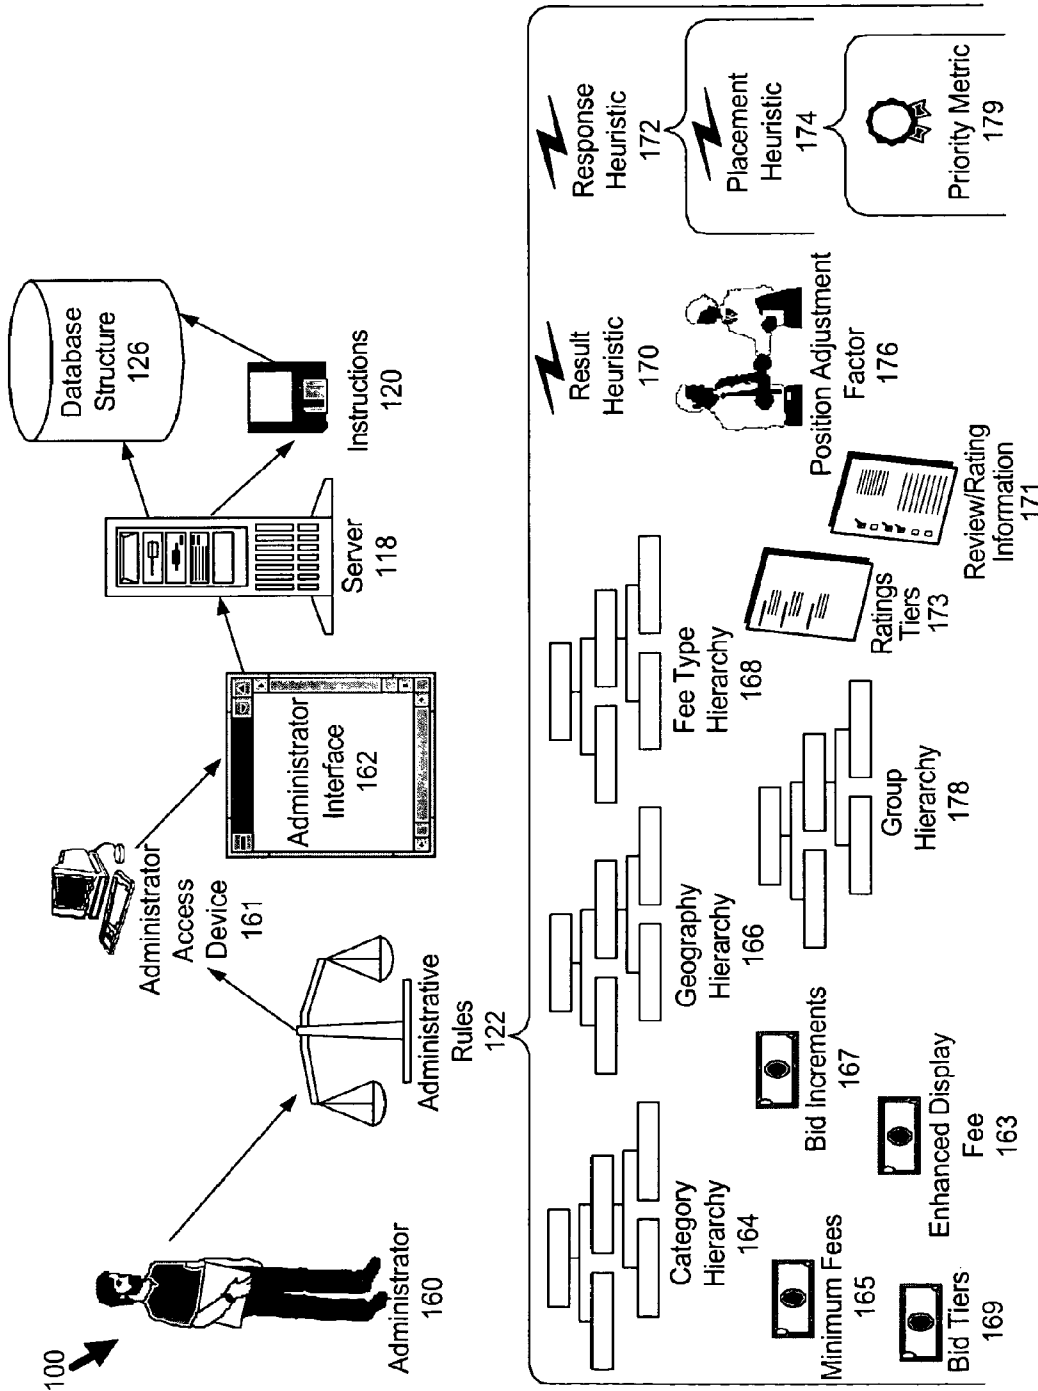 100
Administrator
160
Administrative
Rules
122
Administrator
Access
Device
161
Administrator
Interface
162
Server
118
Database
Structure
126
Instructions
120
Category
Hierarchy
164
Geography
Hierarchy
166
Fee Type
Hierarchy
168
Result
Heuristic
170
Response
Heuristic
172
Minimum Fees
165
Bid Increments
167
Group
Hierarchy
178
Ratings
Tiers
173
Position Adjustment
Factor
176
Placement
Heuristic
174
Bid Tiers
169
Enhanced Display
Fee
163
Review/Rating
Information
171
Priority Metric
179